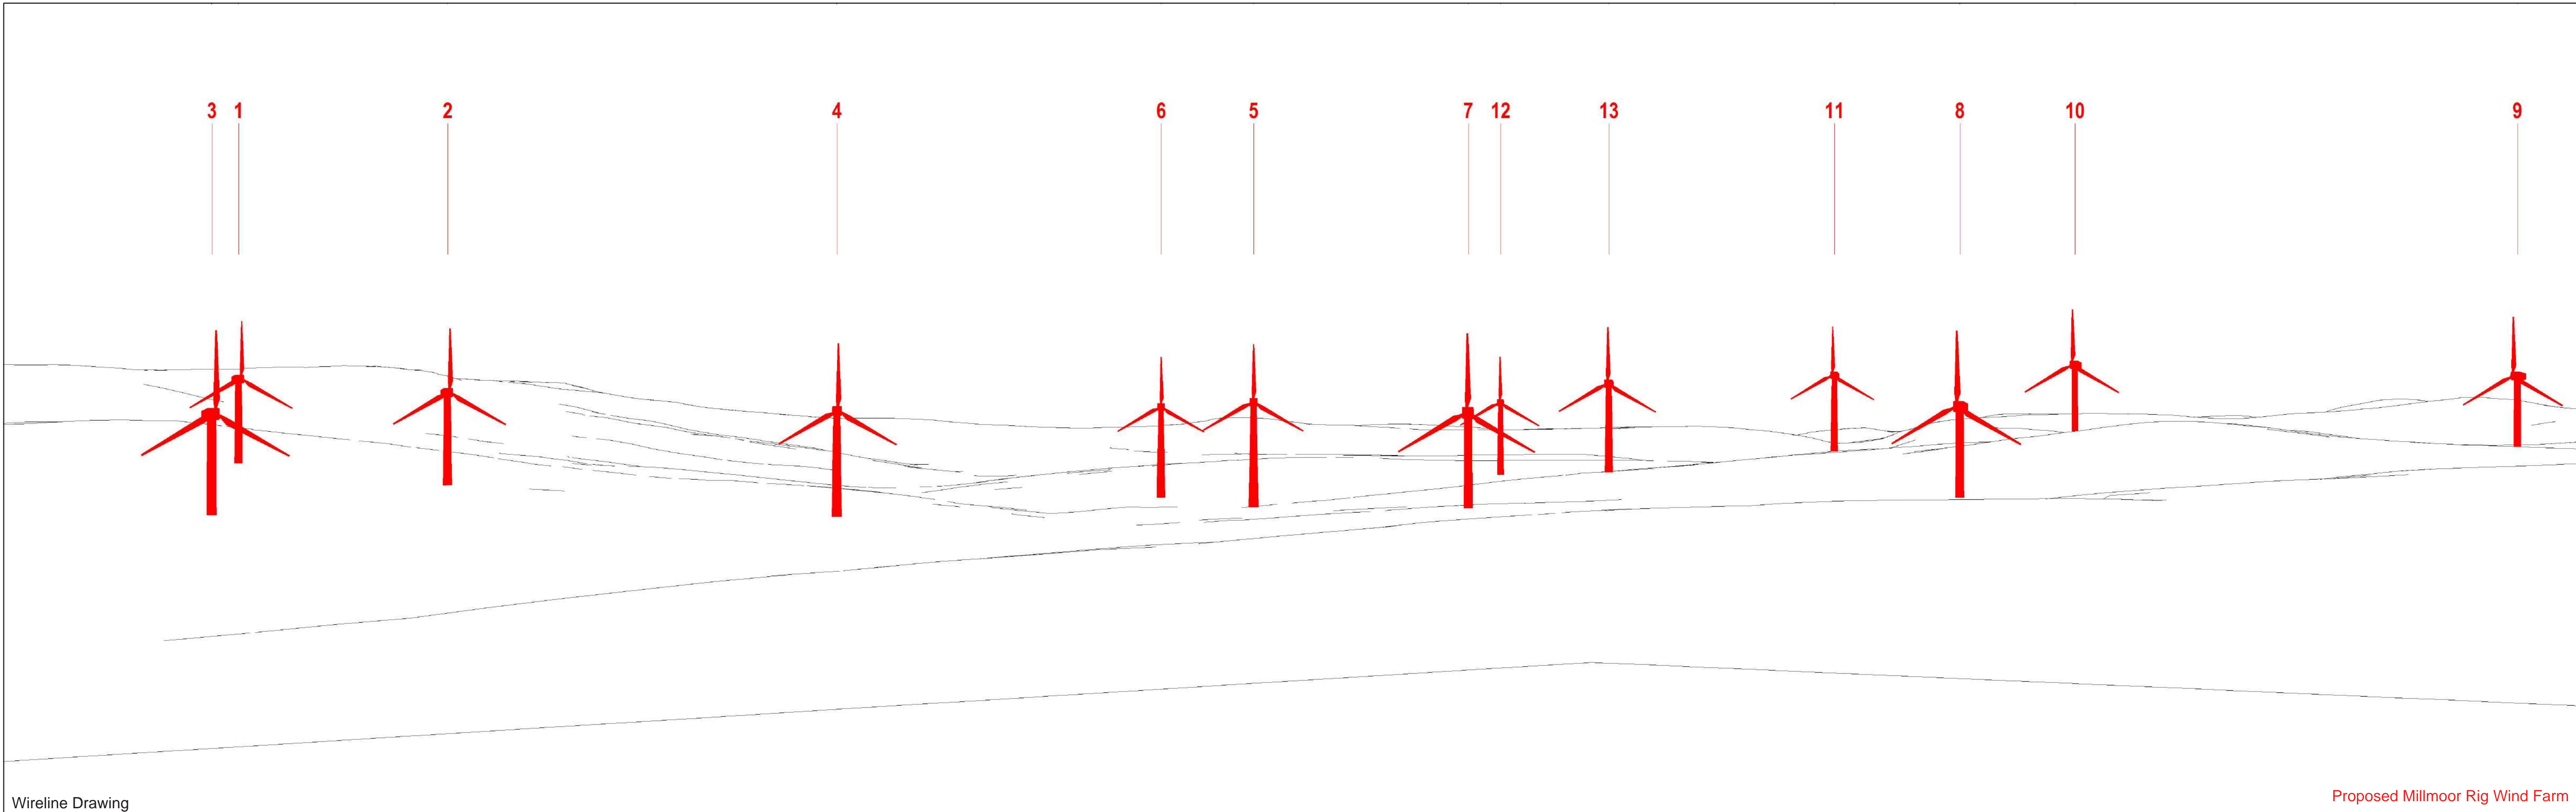 3 1 2 4 6 5 7 12 13 11 8 10 9
Wireline Drawing
Proposed Millmoor Rig Wind Farm